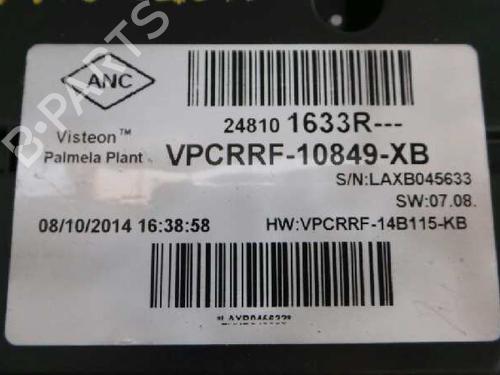 ANC
24810 1633R---
Visteon™
Palmela Plant
VPCRRF-10849-XB
S/N:LAXB045633
SW:07.08.
08/10/2014 16:38:58
HW:VPCRRF-14B115-KB
*LAXB045633*
B-PARTS